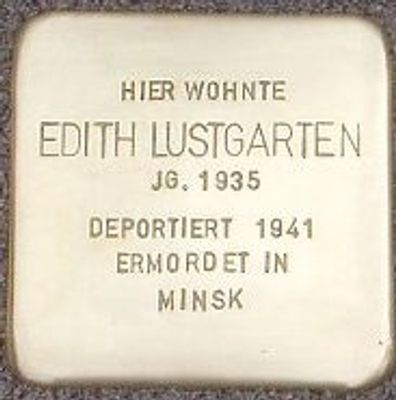 HIER WOHNTE
EDITH LUSTGARTEN
JG. 1935
DEPORTIERT 1941
ERMORDET IN
MINSK